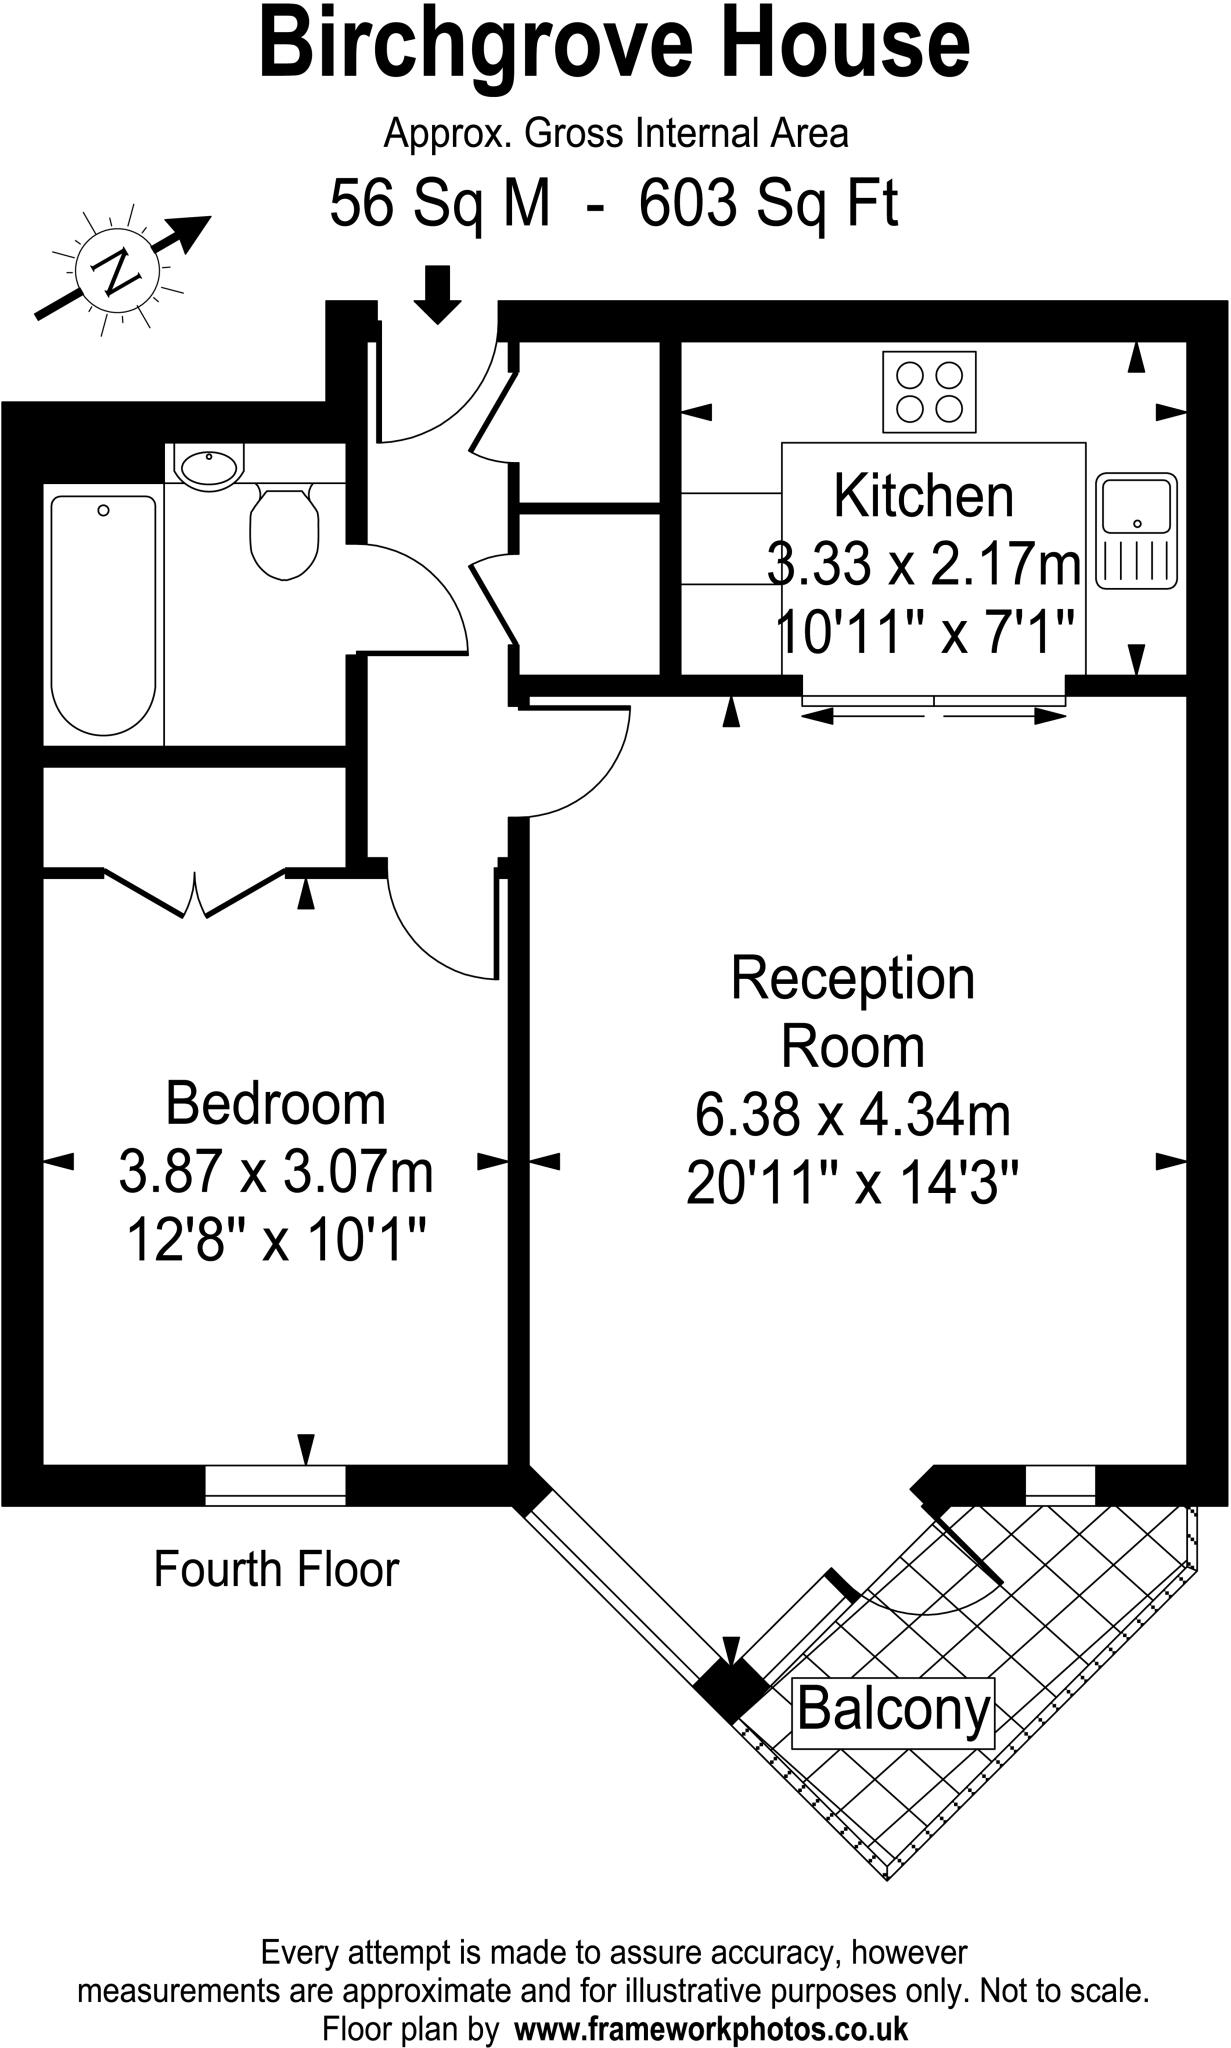 Birchgrove House
Approx. Gross Internal Area
56 Sq M - 603 Sq Ft
N
Kitchen
3.33 x 2.17m
10'11" x 7'1"
Reception
Room
6.38 x 4.34m
20'11" x 14'3"
Bedroom
3.87 x 3.07m
12'8" x 10'1"
Fourth Floor
Balcony
Every attempt is made to assure accuracy, however
measurements are approximate and for illustrative purposes only. Not to scale.
Floor plan by www.frameworkphotos.co.uk